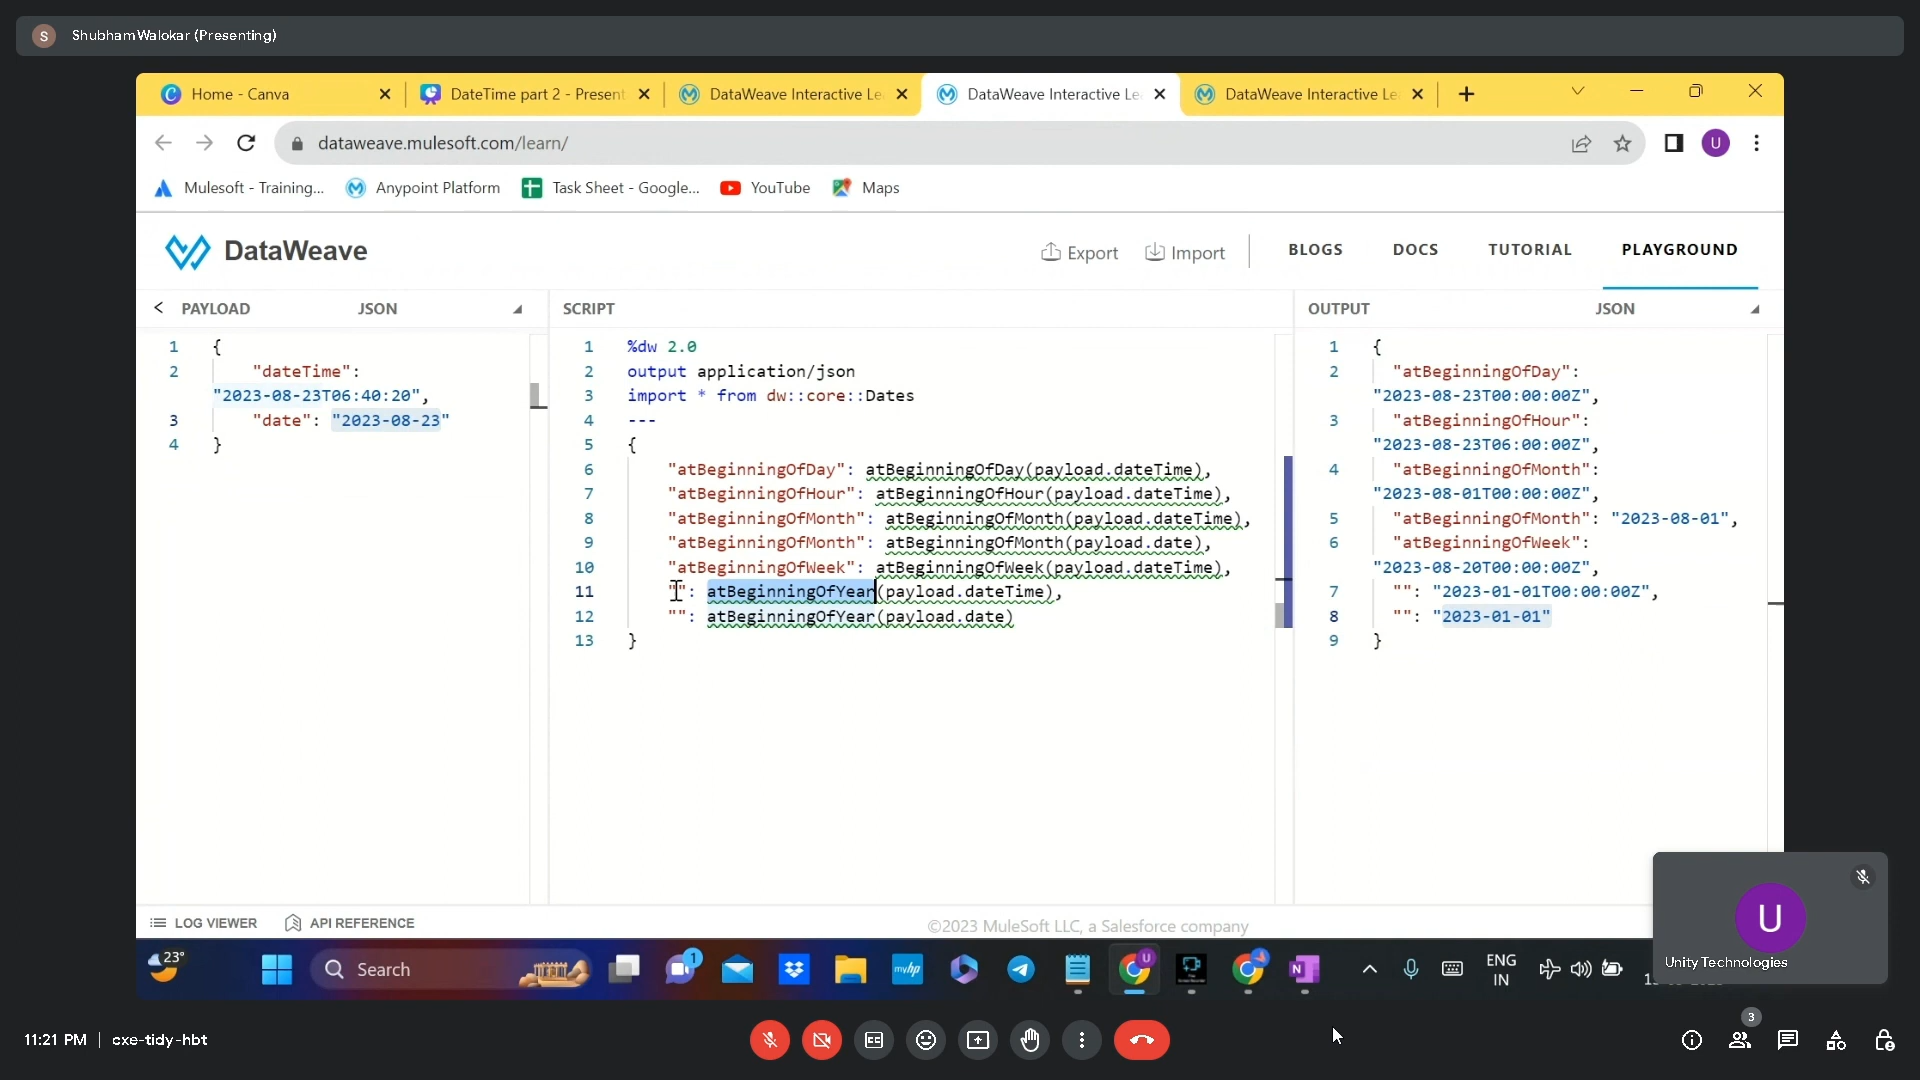 S ShubhamWalokar (Presenting)
Home - Canva
DateTime part 2 - Present
DataWeave Interactive Le
DataWeave Interactive Le
DataWeave Interactive Le
dataweave.mulesoft.com/learn/
U
Mulesoft - Training...
Anypoint Platform
Task Sheet - Google...
YouTube
Maps
DataWeave
Export
Import
BLOGS
DOCS
TUTORIAL
PLAYGROUND
< PAYLOAD JSON
1 {
2 "dateTime":
"2023-08-23T06:40:20",
3 "date": "2023-08-23"
4 }
SCRIPT
1 %dw 2.0
2 output application/json
3 import * from dw::core::Dates
4 ---
5 {
6 "atBeginningOfDay": atBeginningOfDay(payload.dateTime),
7 "atBeginningOfHour": atBeginningOfHour(payload.dateTime),
8 "atBeginningOfMonth": atBeginningOfMonth(payload.dateTime),
9 "atBeginningOfMonth": atBeginningOfMonth(payload.date),
10 "atBeginningOfWeek": atBeginningOfWeek(payload.dateTime),
11 "": atBeginningOfYear(payload.dateTime),
12 "": atBeginningOfYear(payload.date)
13 }
OUTPUT JSON
1 {
2 "atBeginningOfDay":
"2023-08-23T00:00:00Z",
3 "atBeginningOfHour":
"2023-08-23T06:00:00Z",
4 "atBeginningOfMonth":
"2023-08-01T00:00:00Z",
5 "atBeginningOfMonth": "2023-08-01",
6 "atBeginningOfWeek":
"2023-08-20T00:00:00Z",
7 "": "2023-01-01T00:00:00Z",
8 "": "2023-01-01"
9 }
LOG VIEWER
API REFERENCE
©2023 MuleSoft LLC, a Salesforce company
U
Unity Technologies
23°
Search
1
myhp
U
N
ENG
IN
11:21 PM | cxe-tidy-hbt
3